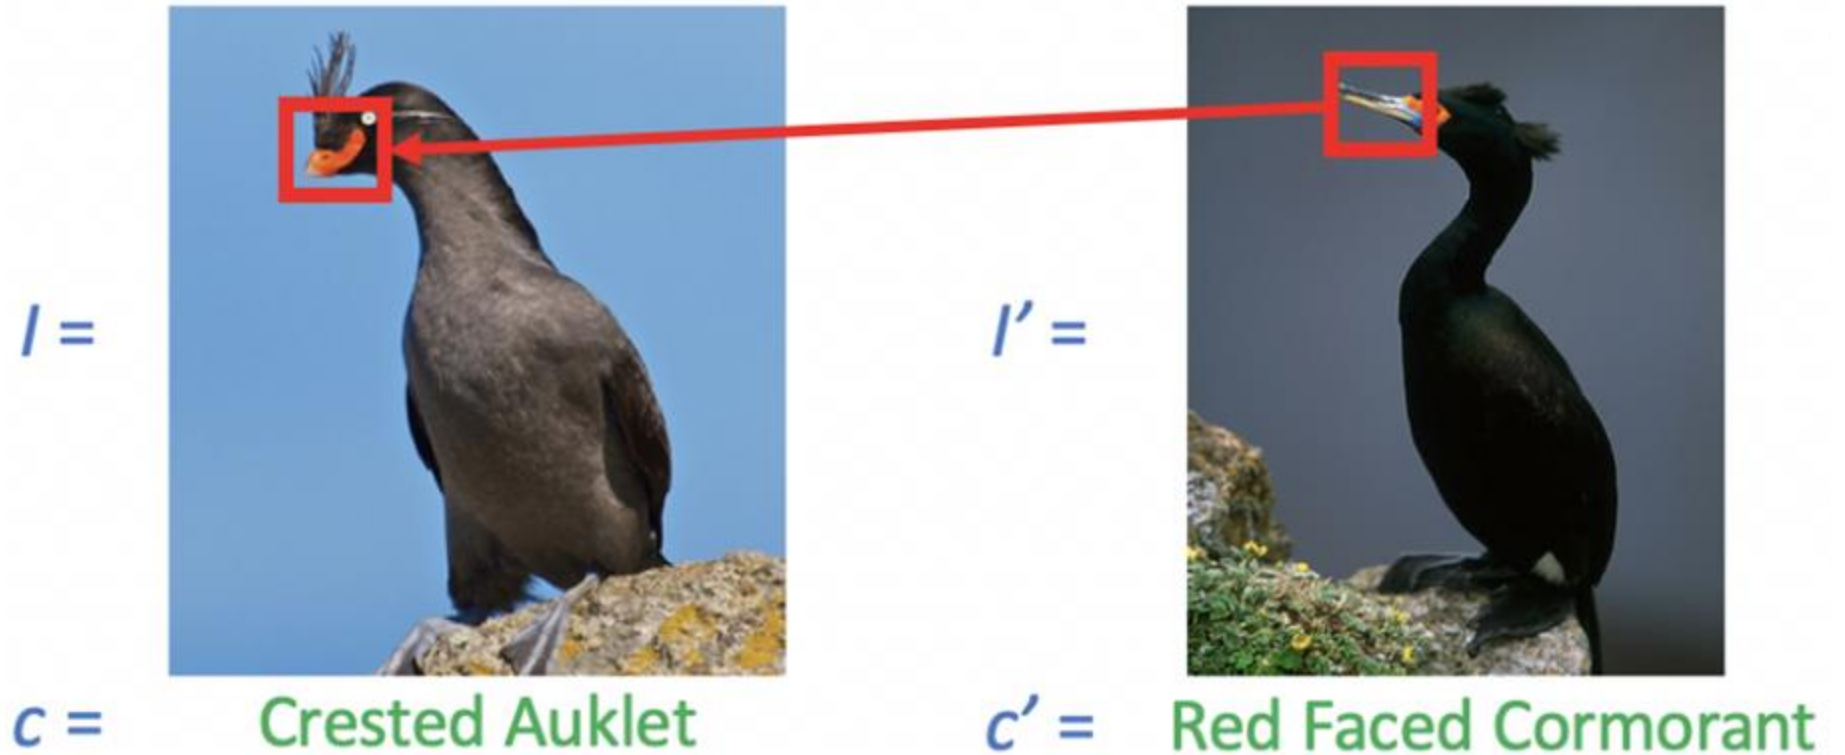 I =
I' =
c = Crested Auklet
c' = Red Faced Cormorant